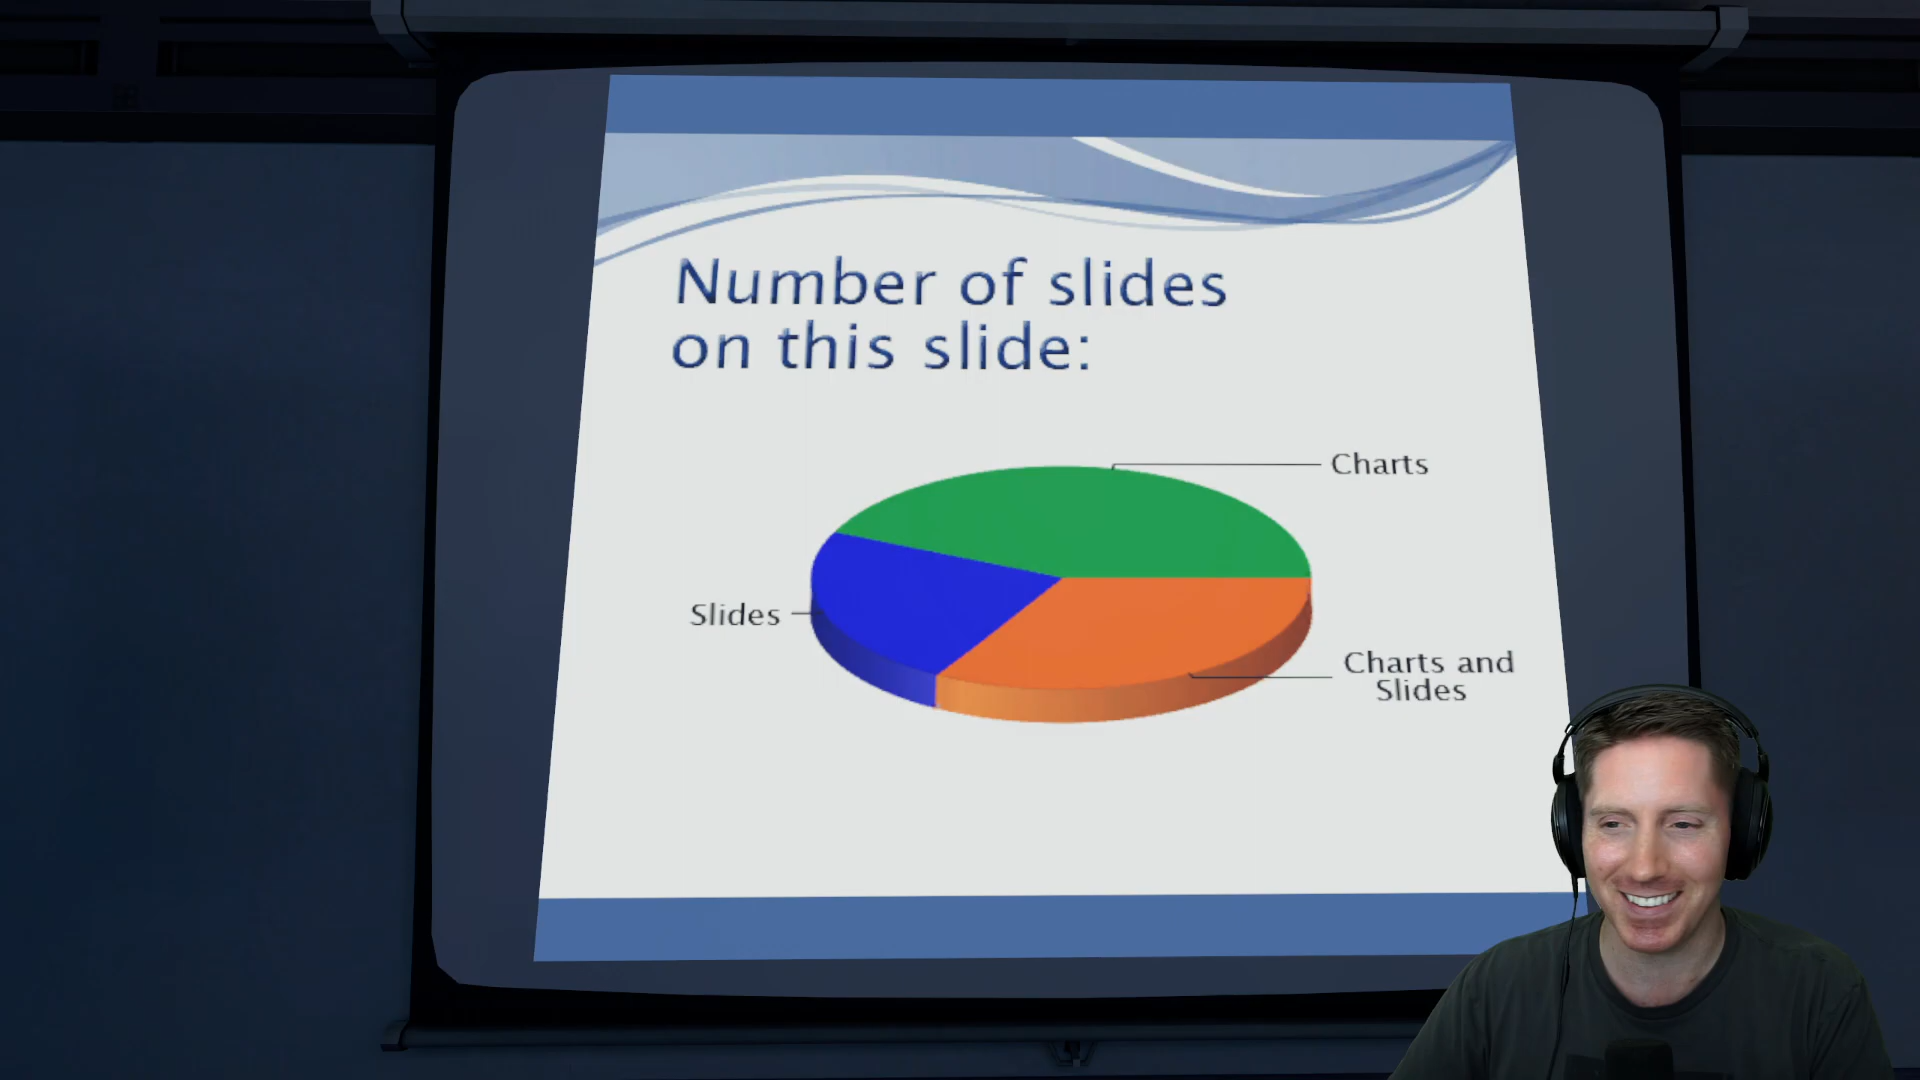 Number of slides
on this slide:
Charts
Slides
Charts and
Slides